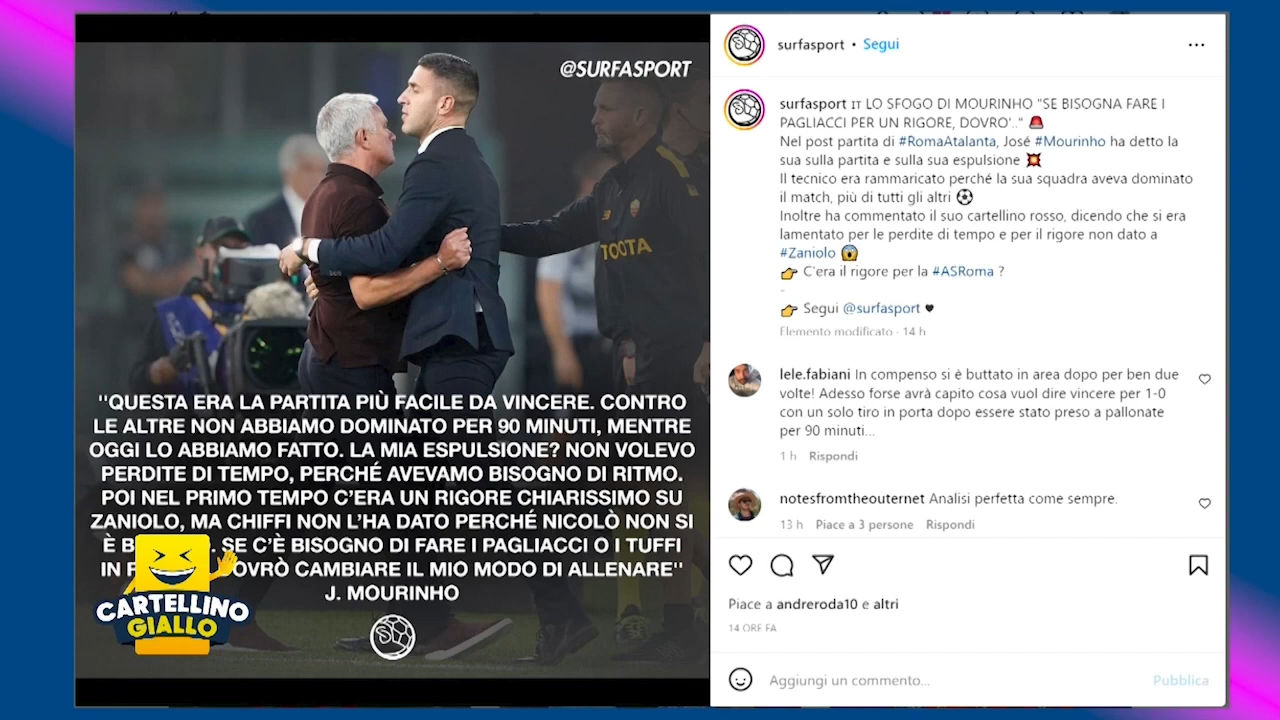 @SURFASPORT
TOOTA
"QUESTA ERA LA PARTITA PIÙ FACILE DA VINCERE. CONTRO
LE ALTRE NON ABBIAMO DOMINATO PER 90 MINUTI, MENTRE
OGGI LO ABBIAMO FATTO. LA MIA ESPULSIONE? NON VOLEVO
PERDITE DI TEMPO, PERCHÉ AVEVAMO BISOGNO DI RITMO.
POI NEL PRIMO TEMPO C'ERA UN RIGORE CHIARISSIMO SU
ZANIOLO, MA CHIFFI NON L'HA DATO PERCHÉ NICOLÒ NON SI
È SE C'È BISOGNO DI FARE I PAGLIACCI O I TUFFI
IN CAMBIARE IL MIO MODO DI ALLENARE"
J. MOURINHO
CARTELLINO
GIALLO
surfasport • Segui
surfasport IT LO SFOGO DI MOURINHO "SE BISOGNA FARE I
PAGLIACCI PER UN RIGORE, DOVRO'.."
Nel post partita di #RomaAtalanta, José #Mourinho ha detto la
sua sulla partita e sulla sua espulsione
Il tecnico era rammaricato perché la sua squadra aveva dominato
il match, più di tutti gli altri
Inoltre ha commentato il suo cartellino rosso, dicendo che si era
lamentato per le perdite di tempo e per il rigore non dato a
#Zaniolo
C'era il rigore per la #ASRoma ?
-
Segui @surfasport
Elemento modificato · 14 h
lele.fabiani In compenso si è buttato in area dopo per ben due
volte! Adesso forse avrà capito cosa vuol dire vincere per 1-0
con un solo tiro in porta dopo essere stato preso a pallonate
per 90 minuti...
1 h Rispondi
notesfromtheouternet Analisi perfetta come sempre.
13 h Piace a 3 persone Rispondi
Piace a andreroda10 e altri
14 ORE FA
Aggiungi un commento... Pubblica